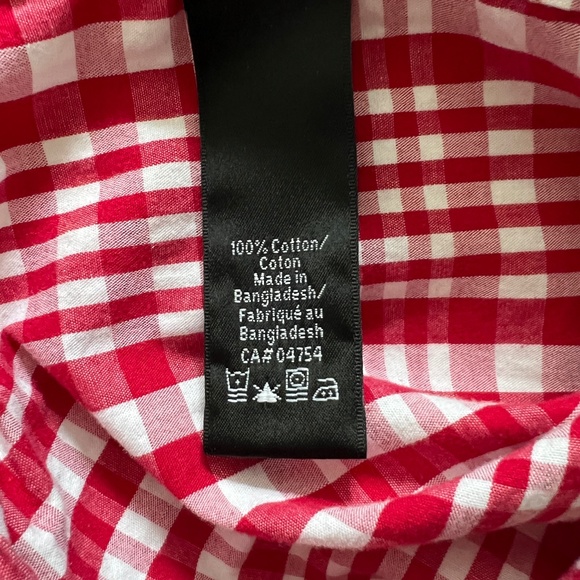 100% Cotton/
Coton
Made in
Bangladesh/
Fabriqué au
Bangladesh
CA# 04754